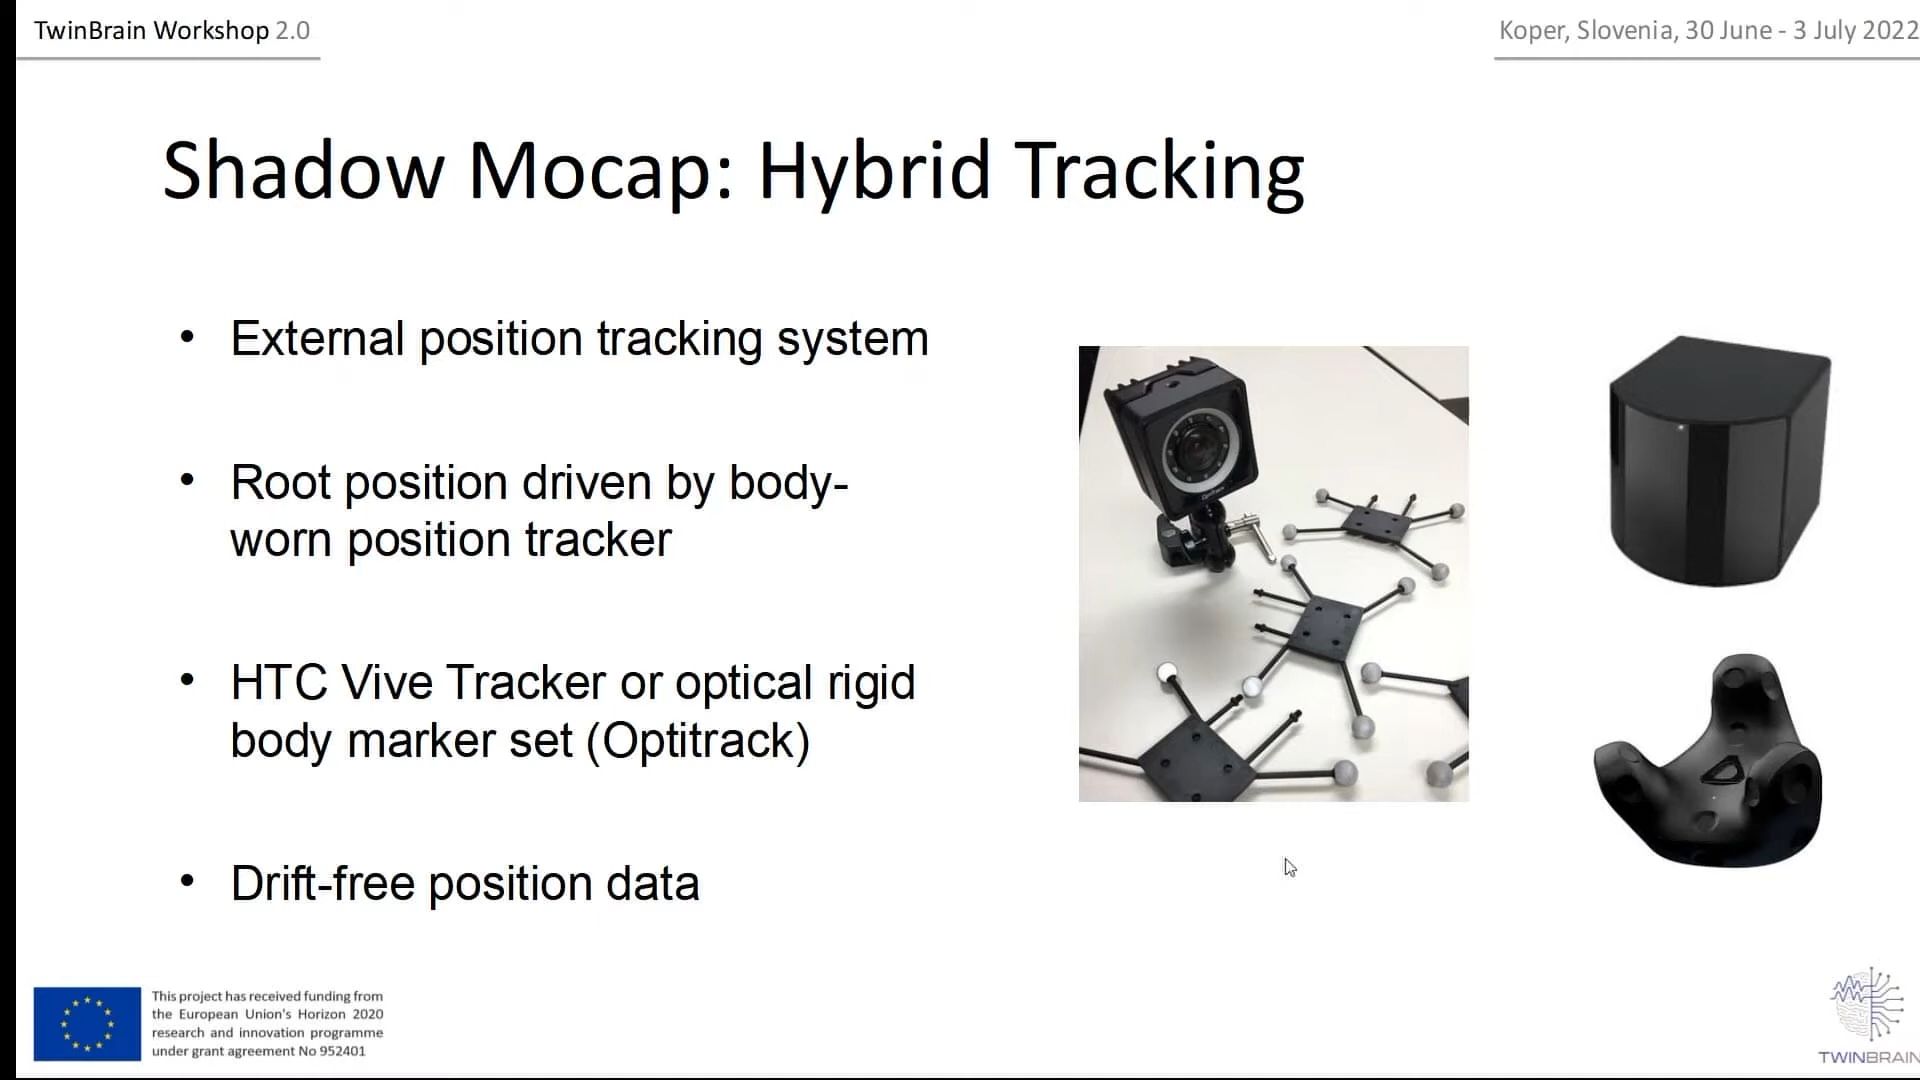 TwinBrain Workshop 2.0
Koper, Slovenia, 30 June - 3 July 2022
Shadow Mocap: Hybrid Tracking
• External position tracking system
• Root position driven by body-
worn position tracker
• HTC Vive Tracker or optical rigid
body marker set (Optitrack)
• Drift-free position data
This project has received funding from
the European Union's Horizon 2020
research and innovation programme
under grant agreement No 952401
TWINBRAIN